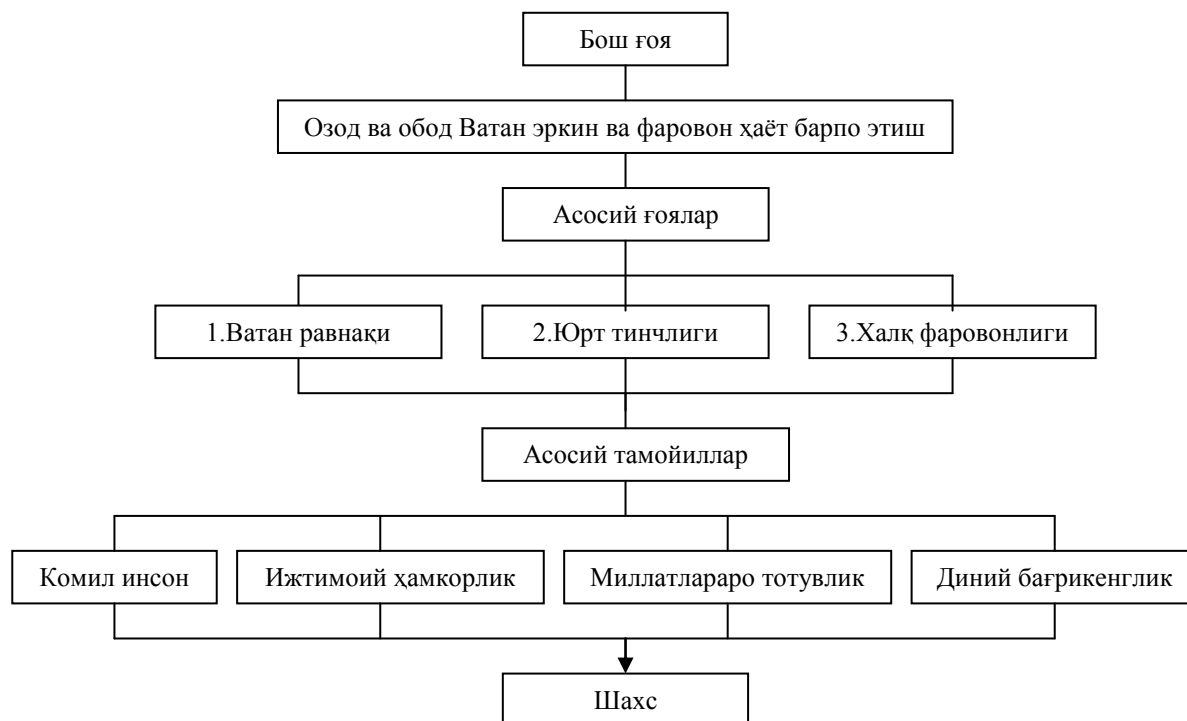 Бош ғоя
Озод ва обод Ватан эркин ва фаровон ҳаёт барпо этиш
Асосий ғоялар
1.Ватан равнақи
2.Юрт тинчлиги
3.Халқ фаровонлиги
Асосий тамойиллар
Комил инсон
Ижтимоий ҳамкорлик
Миллатлараро тотувлик
Диний бағрикенглик
Шахс